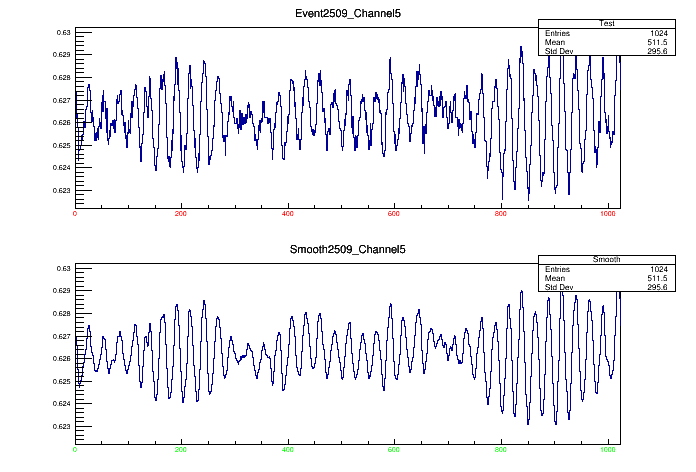 Event2509_Channel5
Test
Entries 1024
Mean 511.5
Std Dev 295.6
0.63
0.629
0.628
0.627
0.626
0.625
0.624
0.623
0 200 400 600 800 1000
Smooth2509_Channel5
Smooth
Entries 1024
Mean 511.5
Std Dev 295.6
0.63
0.629
0.628
0.627
0.626
0.625
0.624
0.623
0 200 400 600 800 1000